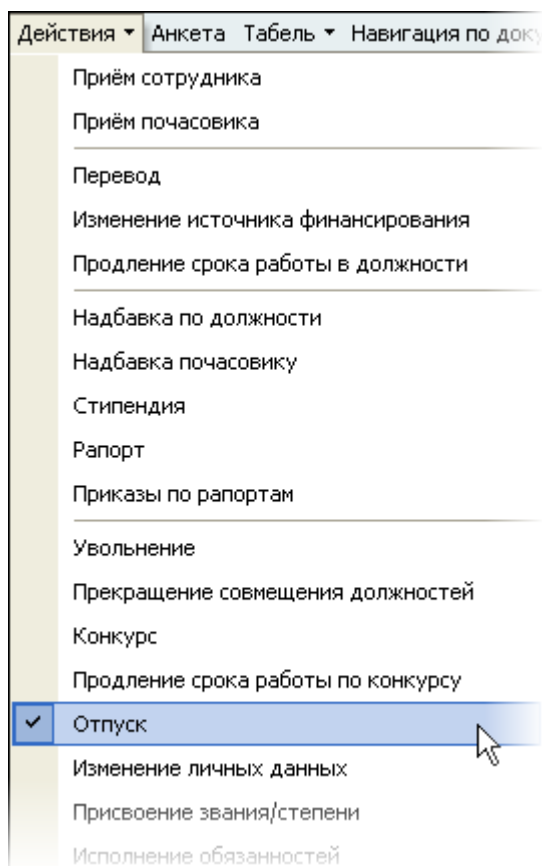 Действия Анкета Табель Навигация по доку
Приём сотрудника
Приём почасовика
Перевод
Изменение источника финансирования
Продление срока работы в должности
Надбавка по должности
Надбавка почасовику
Стипендия
Рапорт
Приказы по рапортам
Увольнение
Прекращение совмещения должностей
Конкурс
Продление срока работы по конкурсу
Отпуск
Изменение личных данных
Присвоение звания/степени
Исполнение обязанностей